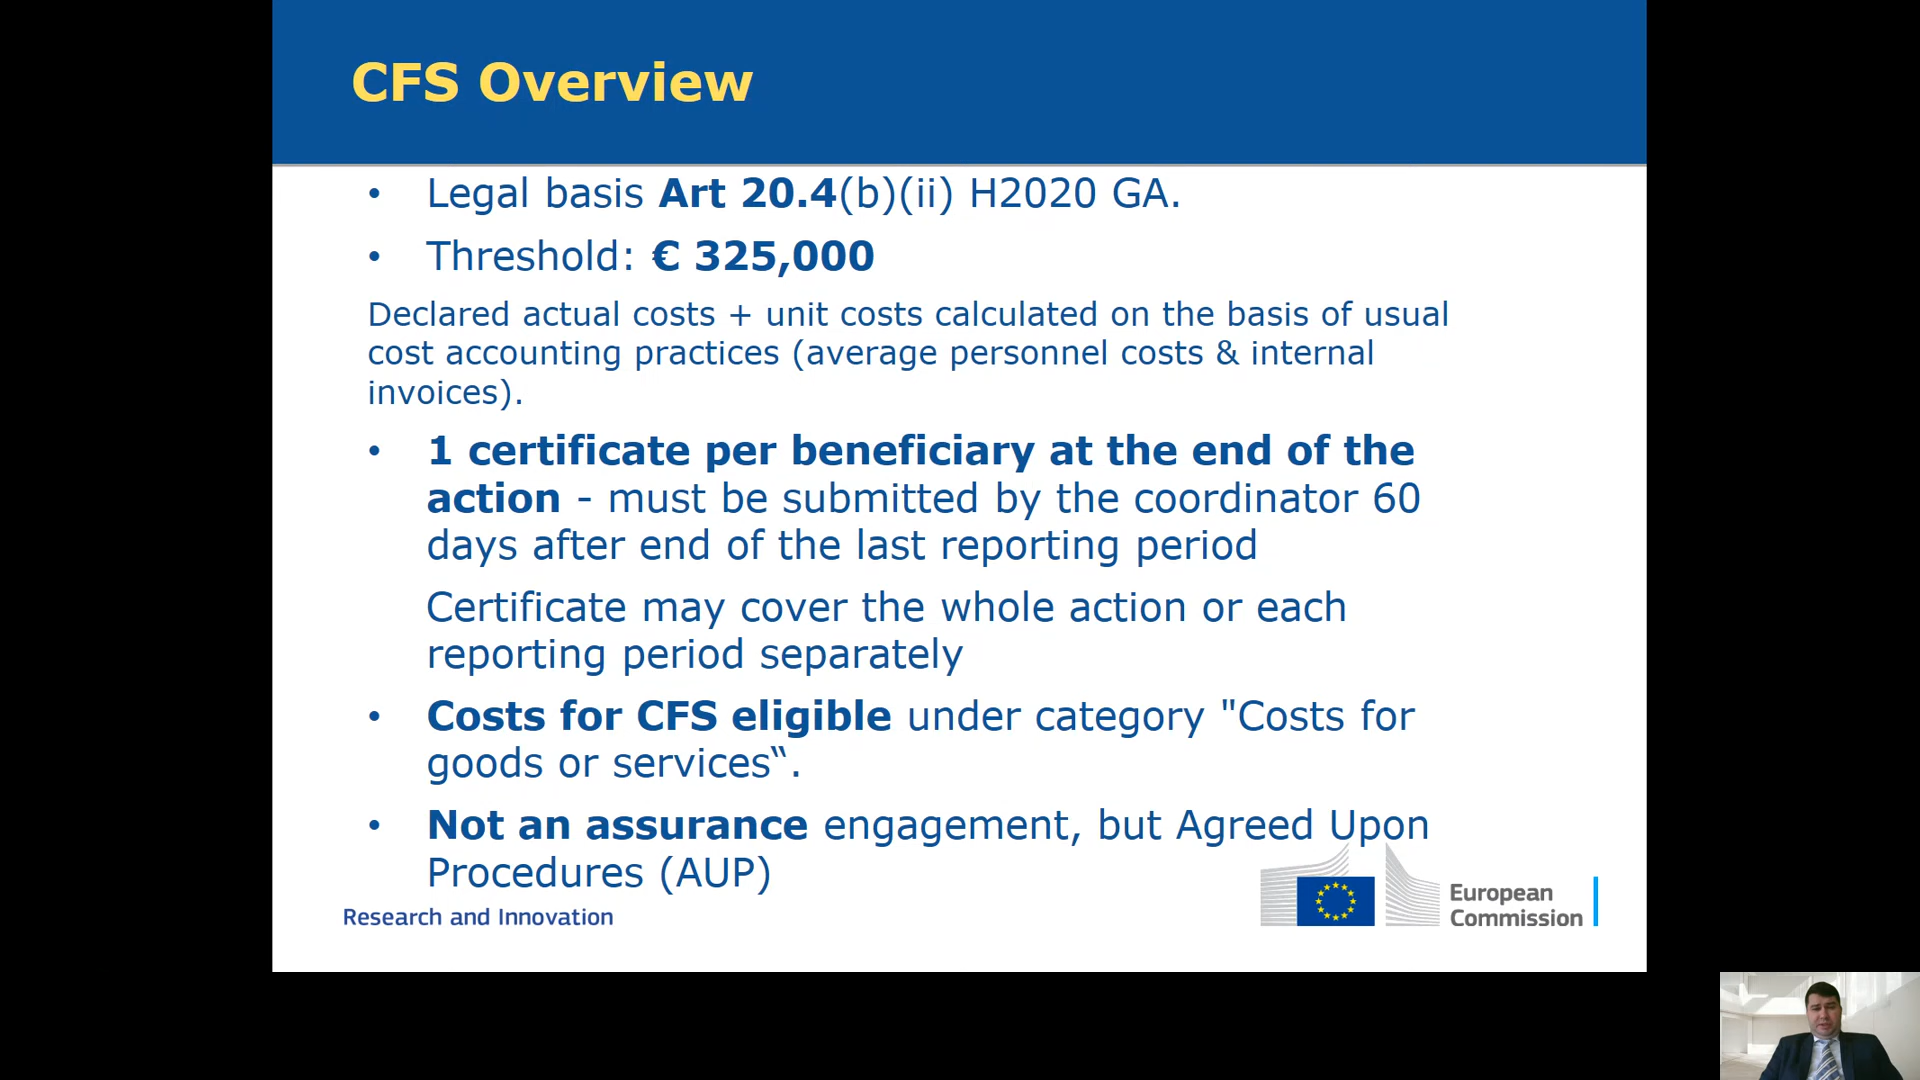 CFS Overview
• Legal basis Art 20.4(b)(ii) H2020 GA.
• Threshold: € 325,000
Declared actual costs + unit costs calculated on the basis of usual
cost accounting practices (average personnel costs & internal
invoices).
• 1 certificate per beneficiary at the end of the
action - must be submitted by the coordinator 60
days after end of the last reporting period
Certificate may cover the whole action or each
reporting period separately
• Costs for CFS eligible under category "Costs for
goods or services“.
• Not an assurance engagement, but Agreed Upon
Procedures (AUP)
Research and Innovation
European
Commission